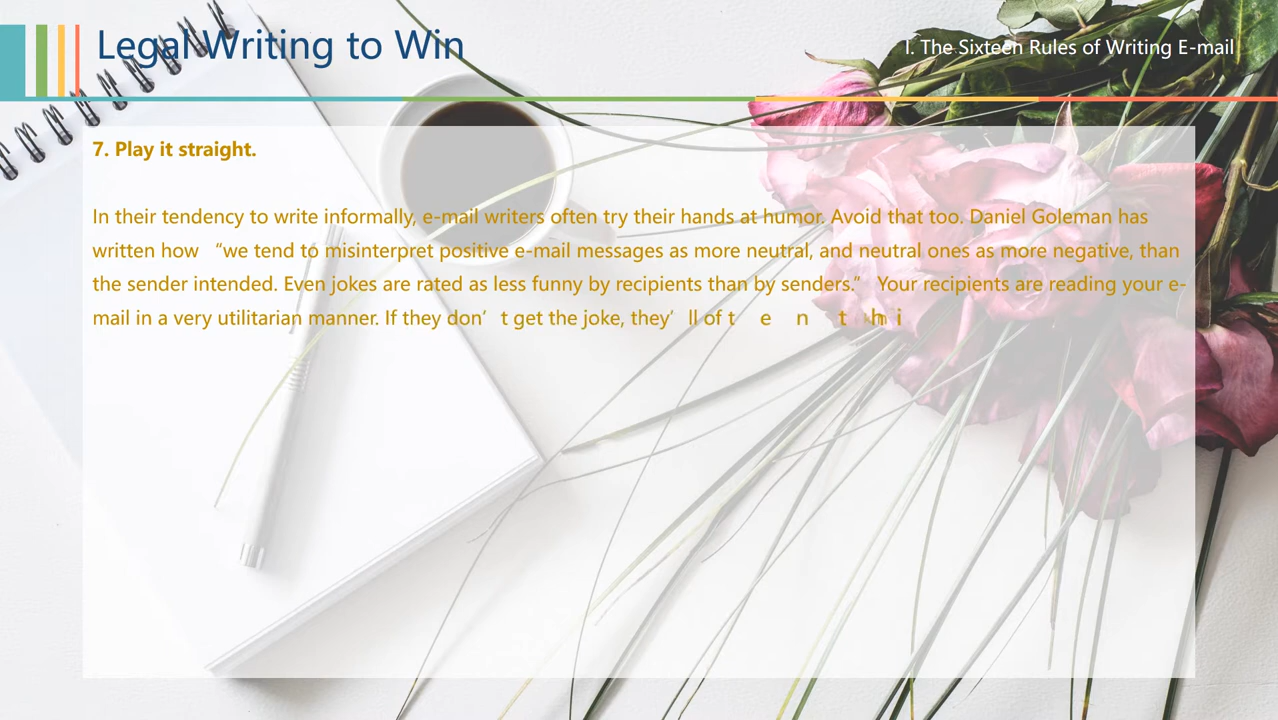 Legal Writing to Win
I. The Sixteen Rules of Writing E-mail
7. Play it straight.
In their tendency to write informally, e-mail writers often try their hands at humor. Avoid that too. Daniel Goleman has
written how “we tend to misinterpret positive e-mail messages as more neutral, and neutral ones as more negative, than
the sender intended. Even jokes are rated as less funny by recipients than by senders.” Your recipients are reading your e-
mail in a very utilitarian manner. If they don’t get the joke, they’ll often